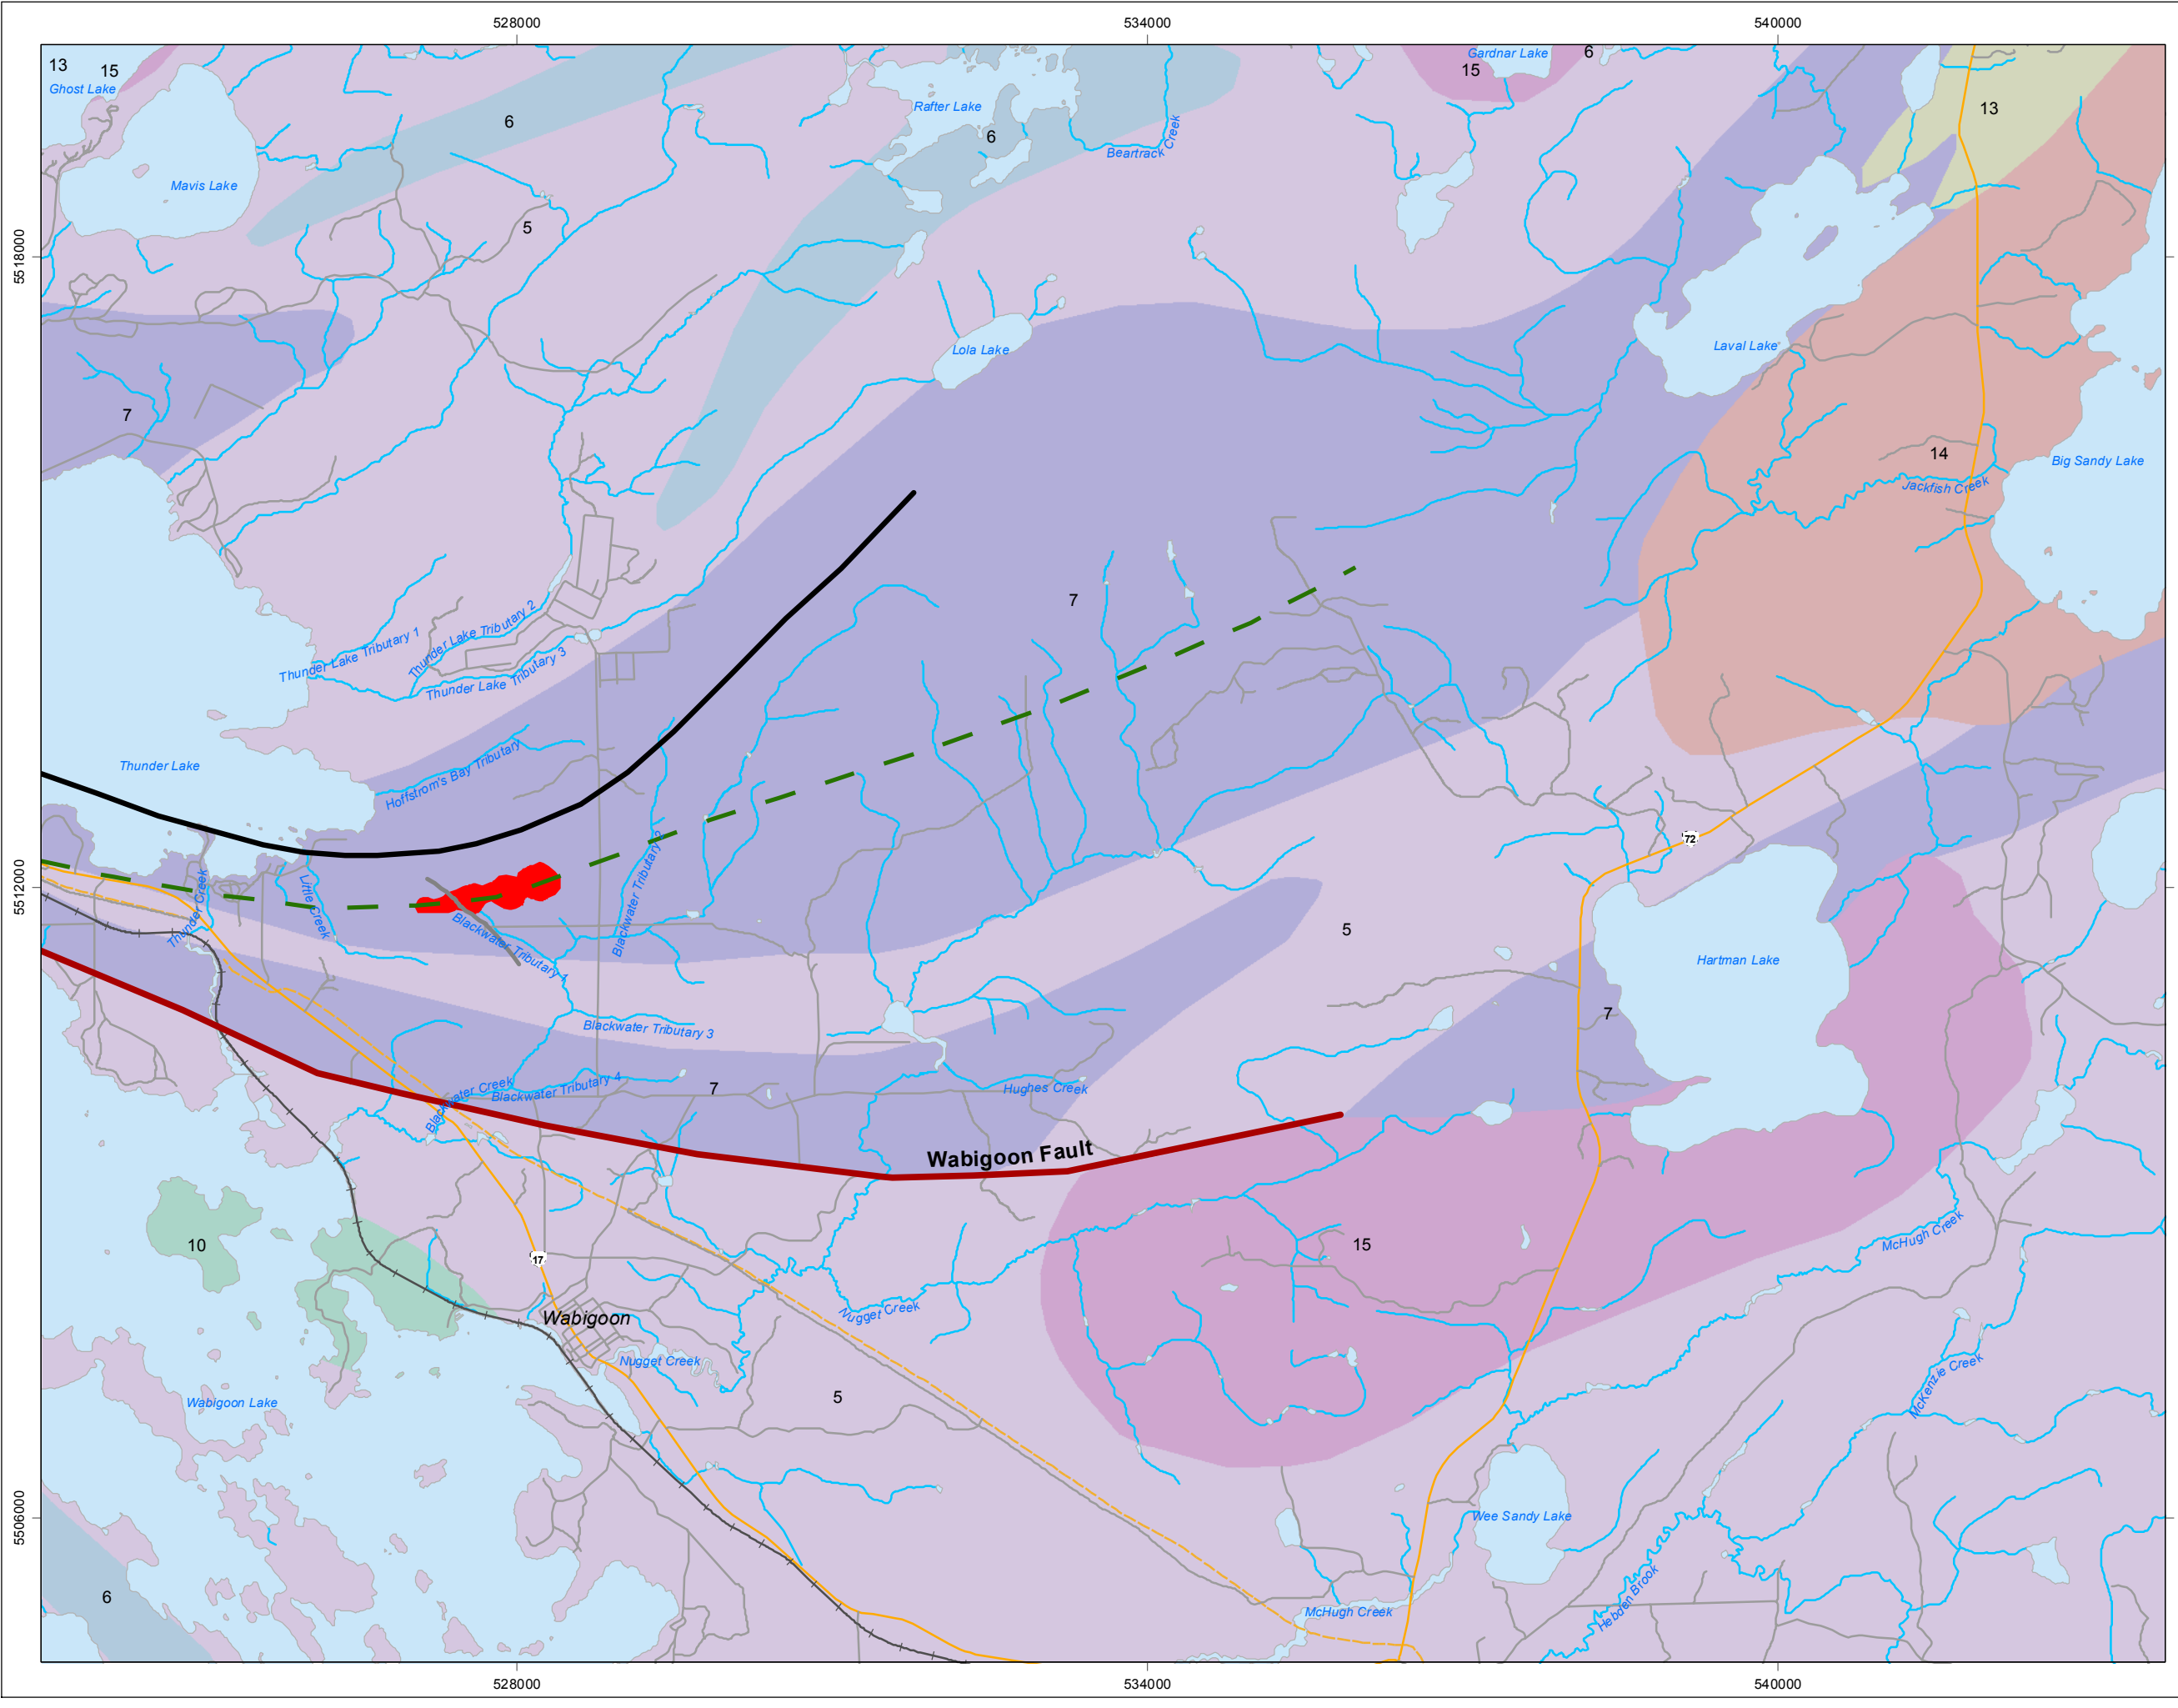 528000
534000
540000
13
15
Ghost Lake
Gardnar Lake
6
15
6
Rafter Lake
6
13
Beartrack Creek
Mavis Lake
5
5518000
Lola Lake
Laval Lake
7
14
Big Sandy Lake
Jackfish Creek
7
Thunder Lake Tributary 1
Thunder Lake Tributary 2
Thunder Lake Tributary 3
Thunder Lake
Hoffstrom's Bay Tributary
72
5512000
Thunder Creek
Little Creek
Blackwater Tributary 1
Blackwater Tributary 2
5
Hartman Lake
7
Blackwater Tributary 3
Blackwater Creek
Blackwater Tributary 4
7
Hughes Creek
Wabigoon Fault
10
15
McHugh Creek
17
Wabigoon
Nugget Creek
Nugget Creek
5
Wabigoon Lake
McKenzie Creek
5506000
Wee Sandy Lake
6
McHugh Creek
Hebden Brook
528000
534000
540000